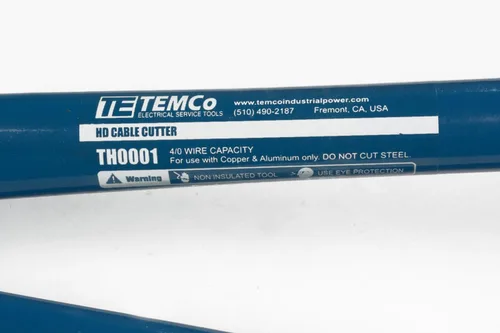 TE TEMCo
ELECTRICAL SERVICE TOOLS
www.temcoindustrialpower.com
(510) 490-2187 Fremont, CA, USA
HD CABLE CUTTER
TH0001
4/0 WIRE CAPACITY
For use with Copper & Aluminum only. DO NOT CUT STEEL
Warning NON INSULATED TOOL USE EYE PROTECTION